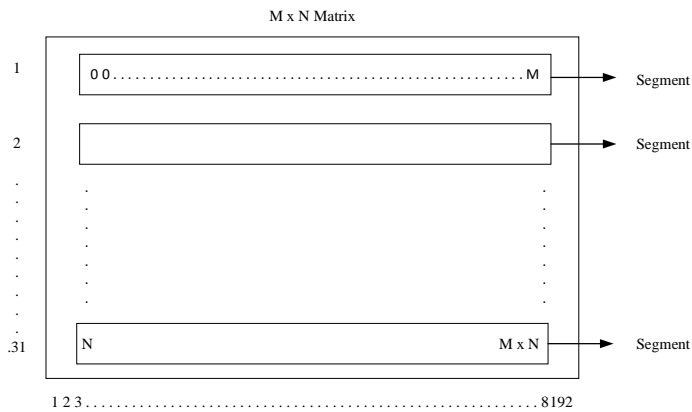 M x N Matrix
1
0 0 . . . . . . . . . . . . . . . . . . . . . . . . . . . . . . . . . . . . . . . . . . . . . . . . . . . . . . . . M
Segment
2
Segment
.31
N
M x N
Segment
1 2 3 . . . . . . . . . . . . . . . . . . . . . . . . . . . . . . . . . . . . . . . . . . . . . . . . . . . . . . . . . . . . . . 8192